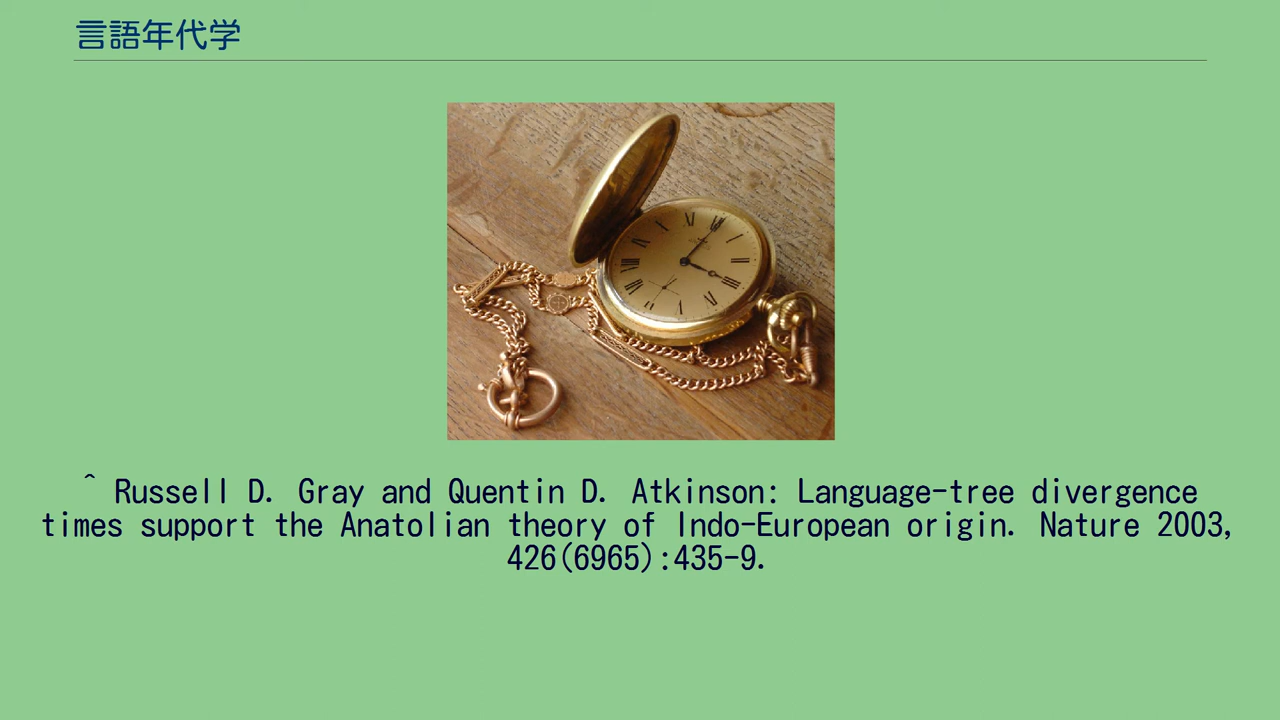 言語年代学
^ Russell D. Gray and Quentin D. Atkinson: Language-tree divergence
times support the Anatolian theory of Indo-European origin. Nature 2003,
426(6965):435-9.